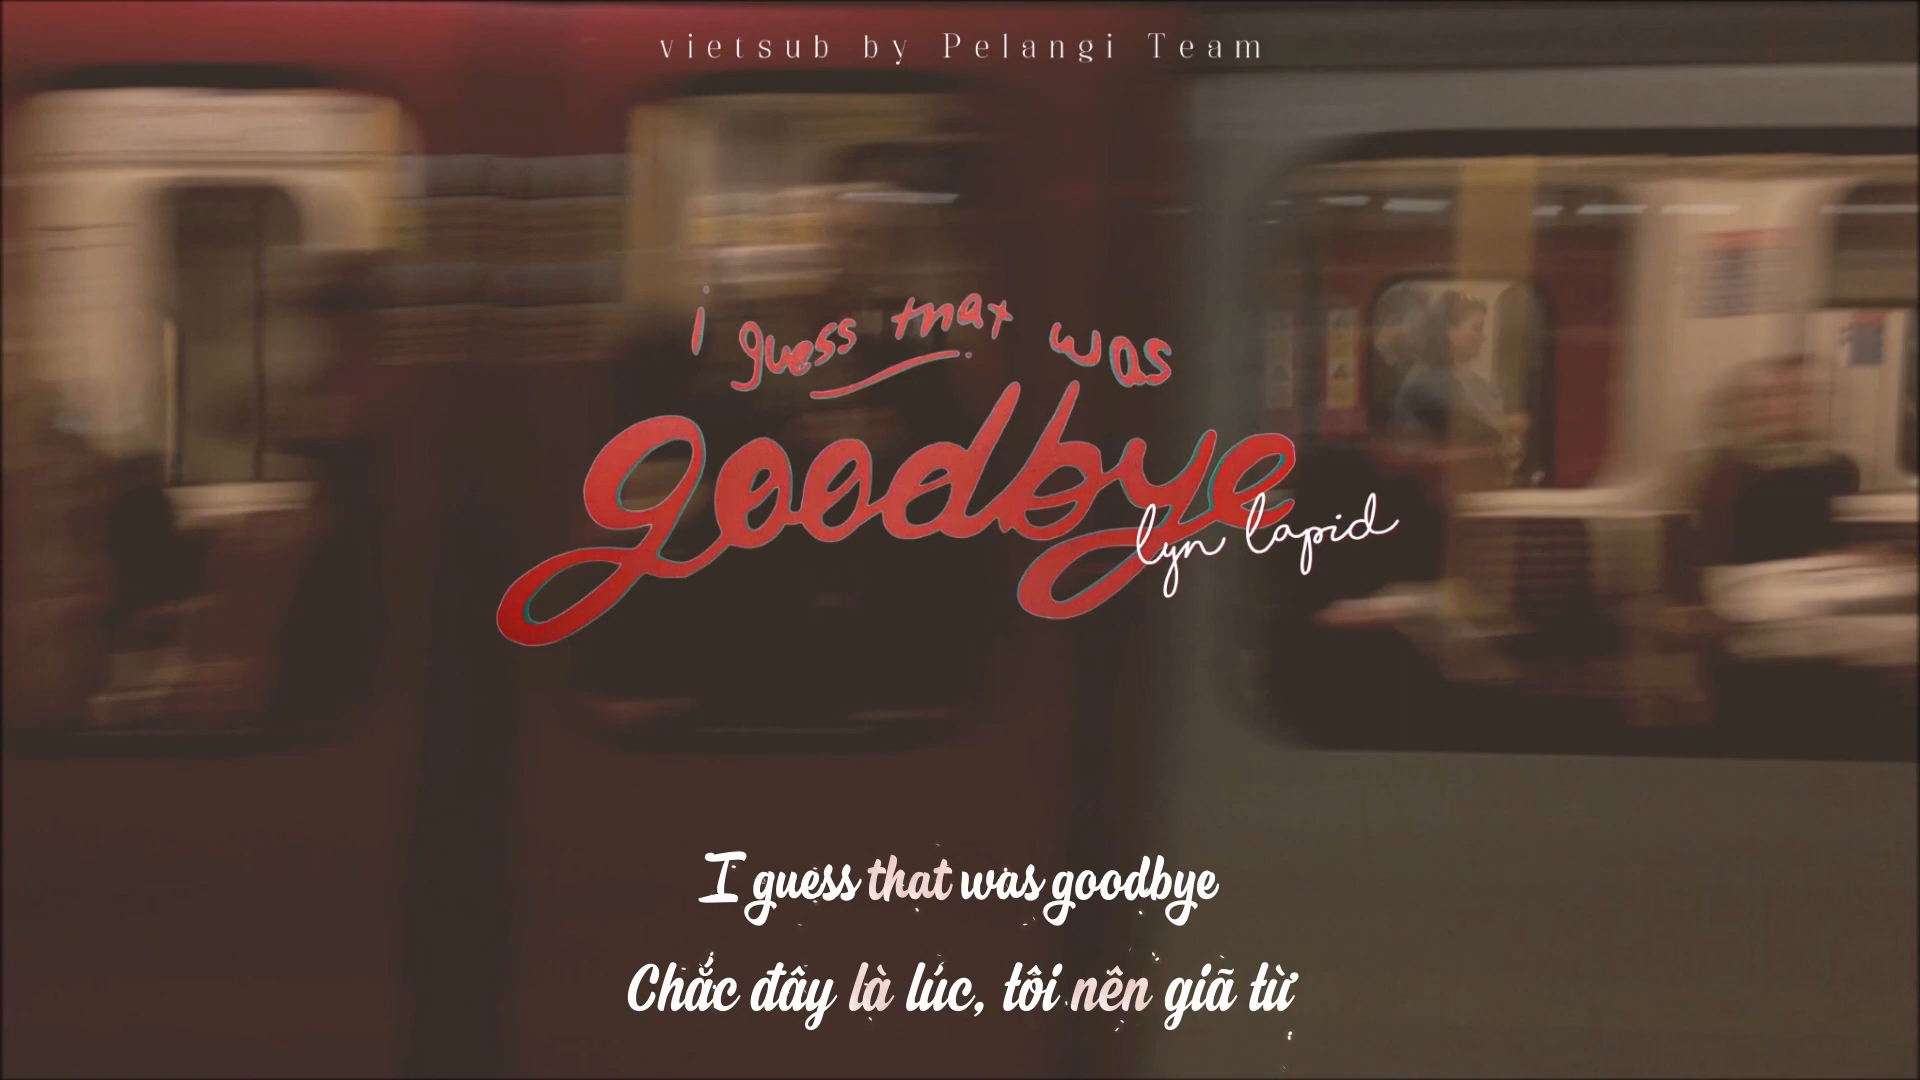 vietsub by Pelangi Team
i guess that was
goodbye
lyn lapid
I guess that was goodbye
Chắc đây là lúc, tôi nên giã từ